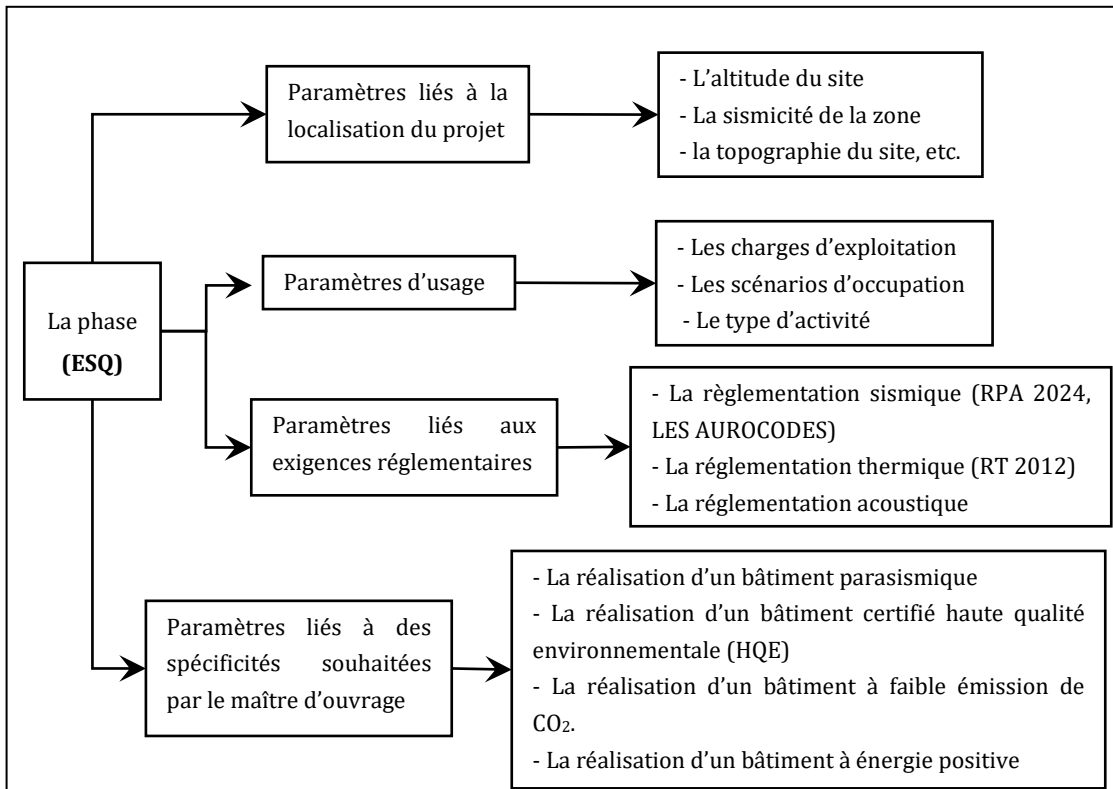 La phase
(ESQ)
Paramètres liés à la
localisation du projet
- L’altitude du site
- La sismicité de la zone
- la topographie du site, etc.
Paramètres d’usage
- Les charges d’exploitation
- Les scénarios d’occupation
- Le type d’activité
Paramètres liés aux
exigences réglementaires
- La règlementation sismique (RPA 2024,
LES AUROCODES)
- La réglementation thermique (RT 2012)
- La réglementation acoustique
Paramètres liés à des
spécificités souhaitées
par le maître d’ouvrage
- La réalisation d’un bâtiment parasismique
- La réalisation d’un bâtiment certifié haute qualité
environnementale (HQE)
- La réalisation d’un bâtiment à faible émission de
CO₂.
- La réalisation d’un bâtiment à énergie positive